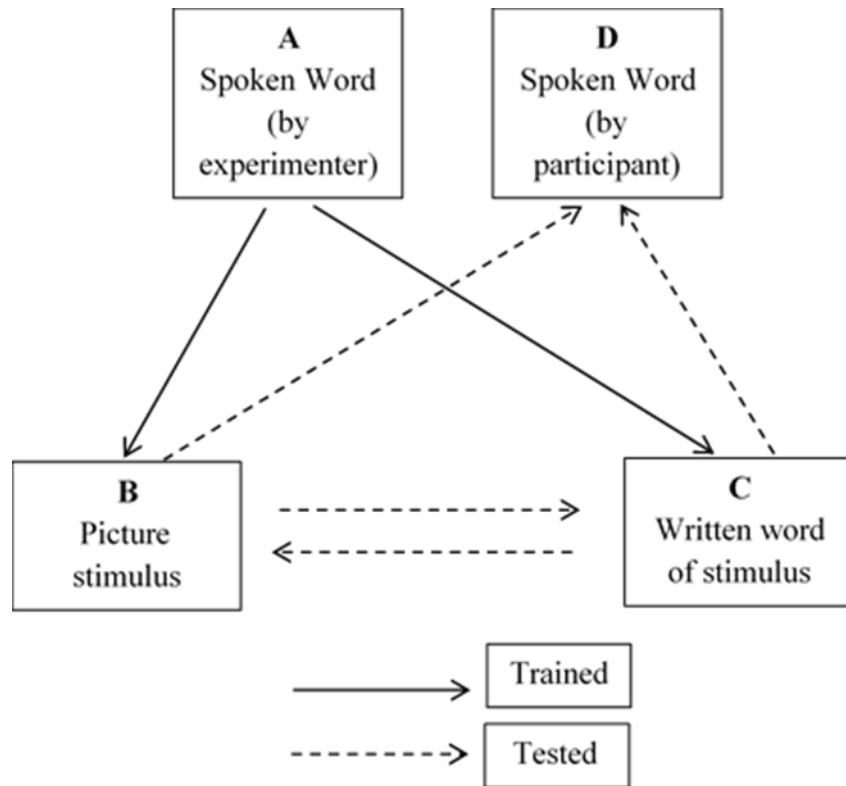 A
Spoken Word
(by
experimenter)
D
Spoken Word
(by
participant)
B
Picture
stimulus
C
Written word
of stimulus
Trained
Tested